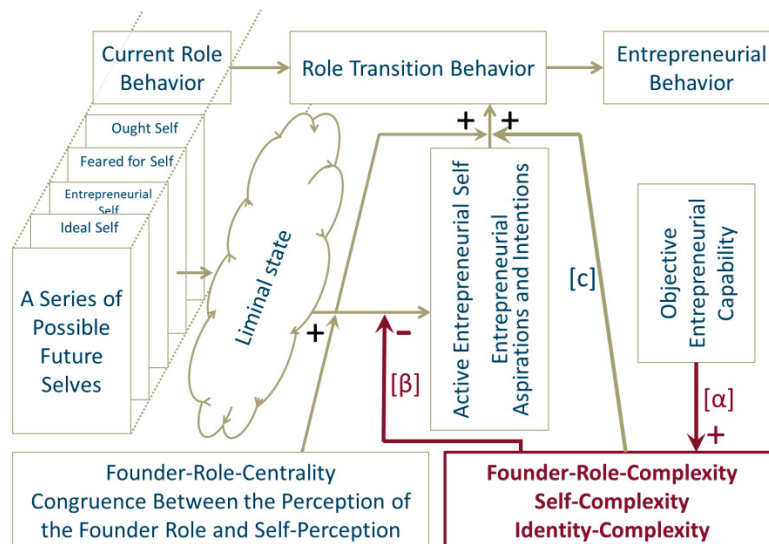 Current Role
Behavior
Role Transition Behavior
Entrepreneurial
Behavior
Ought Self
Feared for Self
Entrepreneurial
Self
Ideal Self
A Series of
Possible
Future
Selves
Liminal state
+
+
+
Active Entrepreneurial Self
Entrepreneurial
Aspirations and Intentions
-
[β]
[c]
Objective
Entrepreneurial
Capability
[α]
+
Founder-Role-Centrality
Congruence Between the Perception of
the Founder Role and Self-Perception
Founder-Role-Complexity
Self-Complexity
Identity-Complexity